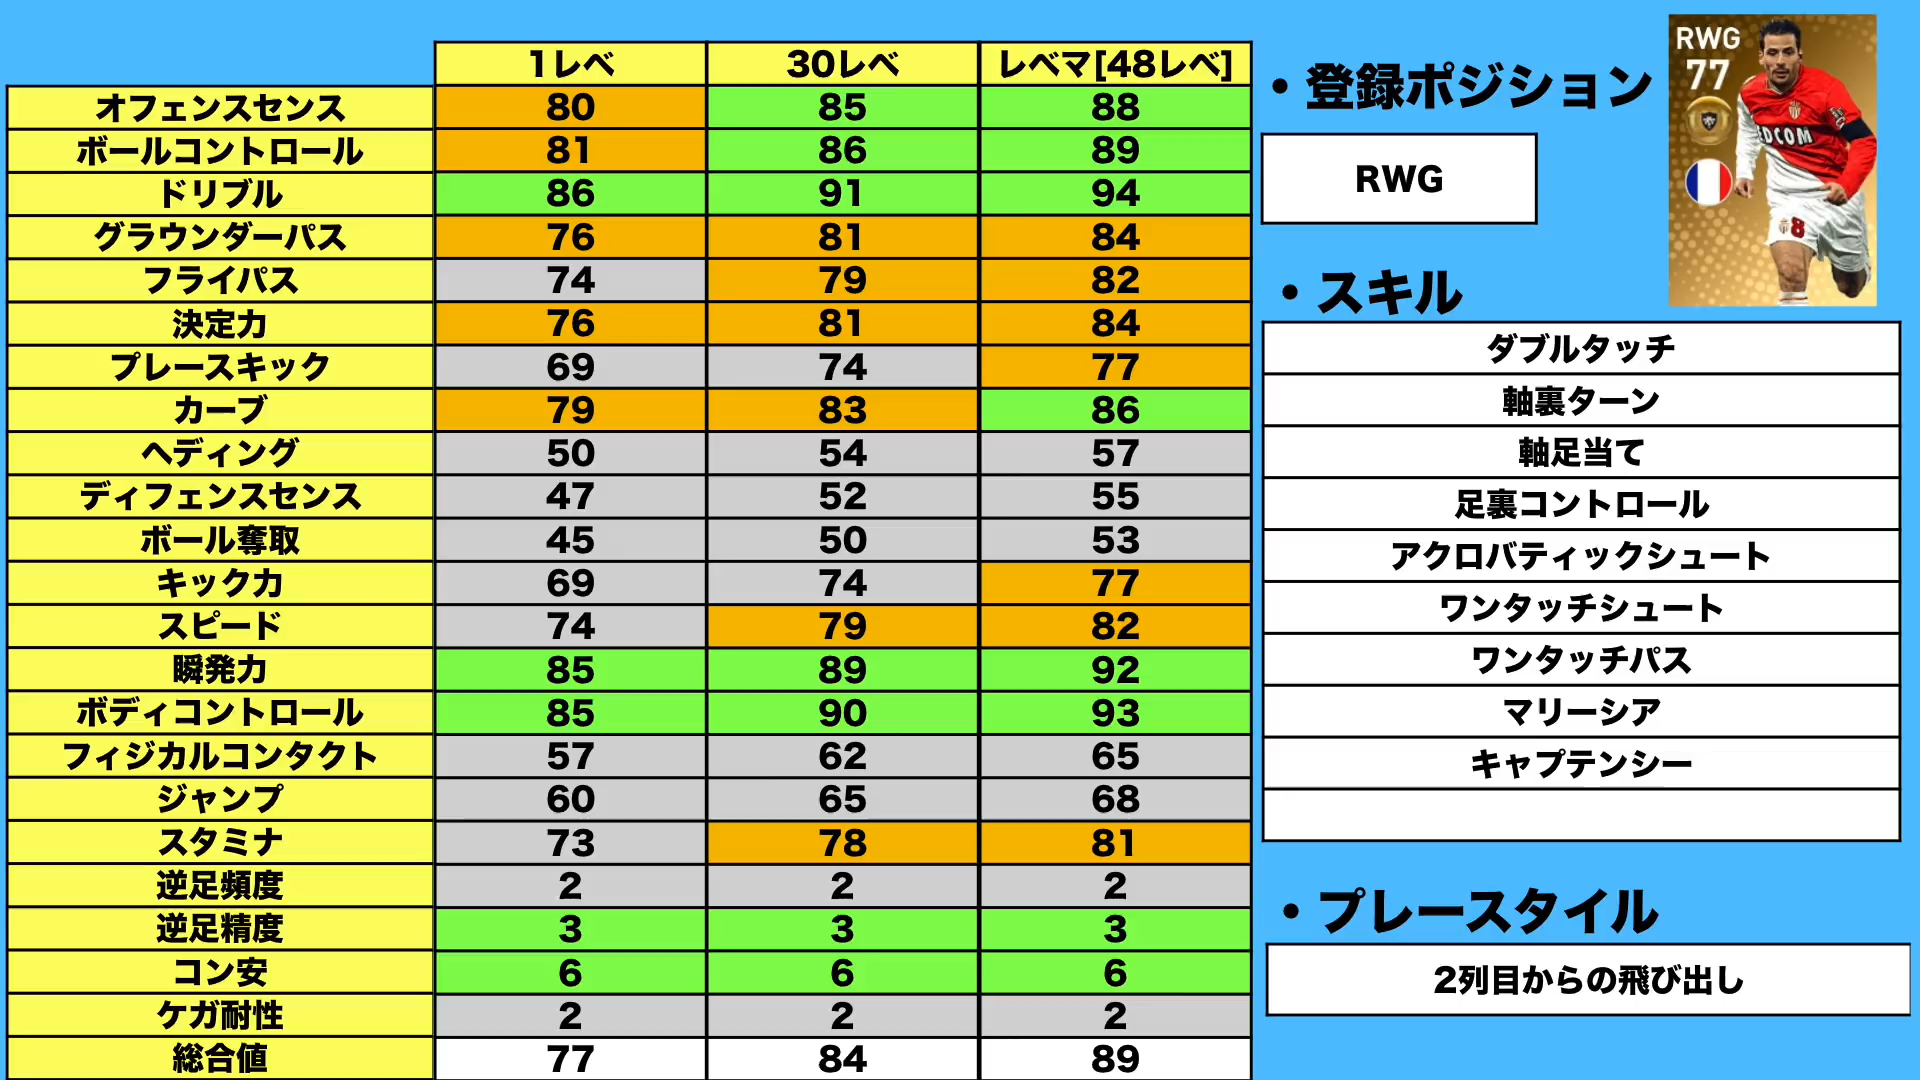 1レベ 30レベ レベマ[48レベ]
オフェンスセンス 80 85 88
ボールコントロール 81 86 89
ドリブル 86 91 94
グラウンダーパス 76 81 84
フライパス 74 79 82
決定力 76 81 84
プレースキック 69 74 77
カーブ 79 83 86
ヘディング 50 54 57
ディフェンスセンス 47 52 55
ボール奪取 45 50 53
キック力 69 74 77
スピード 74 79 82
瞬発力 85 89 92
ボディコントロール 85 90 93
フィジカルコンタクト 57 62 65
ジャンプ 60 65 68
スタミナ 73 78 81
逆足頻度 2 2 2
逆足精度 3 3 3
コン安 6 6 6
ケガ耐性 2 2 2
総合値 77 84 89
・登録ポジション
RWG
RWG
77
EDCOM
8
・スキル
ダブルタッチ
軸裏ターン
軸足当て
足裏コントロール
アクロバティックシュート
ワンタッチシュート
ワンタッチパス
マリーシア
キャプテンシー
・プレースタイル
2列目からの飛び出し